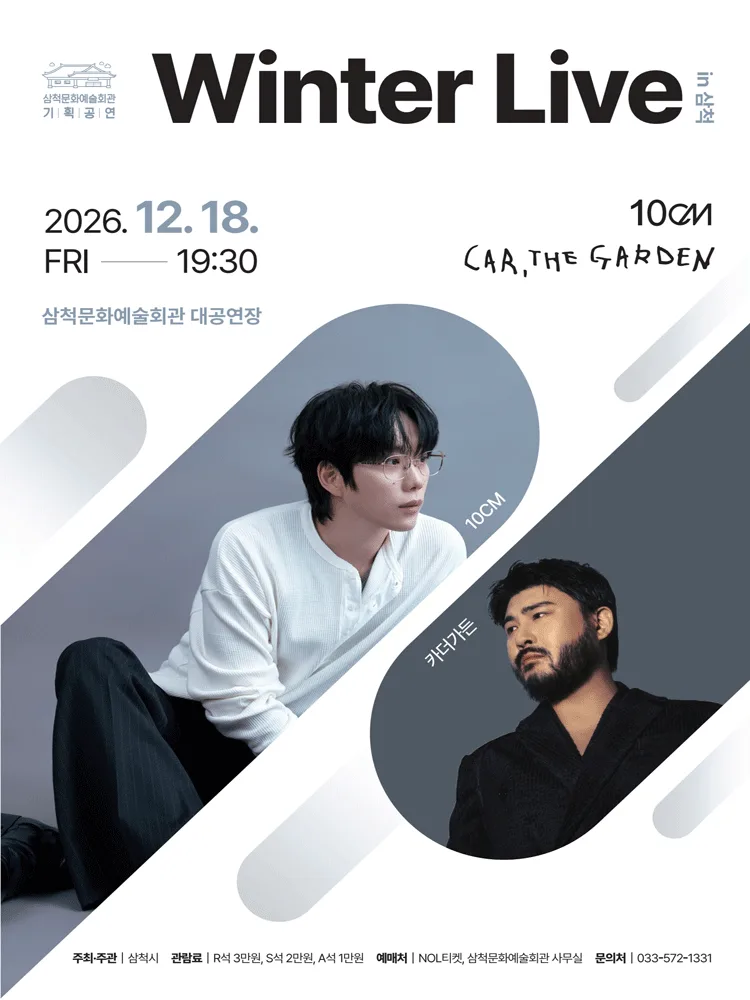 삼척문화예술회관
기 | 획 | 공 | 연
Winter Live
in 삼척
2026. 12. 18.
FRI 19:30
삼척문화예술회관 대공연장
10CM
CAR, THE GARDEN
10CM
카더가든
주최·주관 | 삼척시 관람료 | R석 3만원, S석 2만원, A석 1만원 예매처 | NOL티켓, 삼척문화예술회관 사무실 문의처 | 033-572-1331